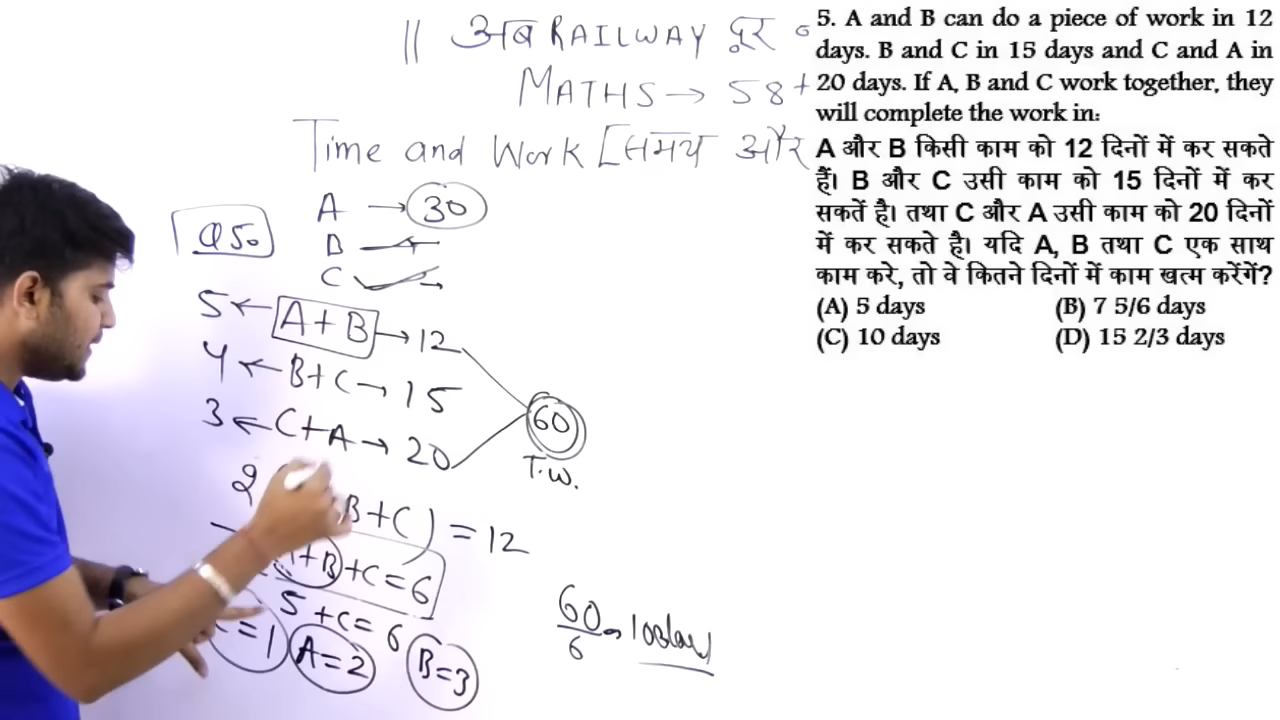 || अब RAILWAY दूर
MATHS → 58+
Time and Work [समय और
5. A and B can do a piece of work in 12
days. B and C in 15 days and C and A in
20 days. If A, B and C work together, they
will complete the work in:
A और B किसी काम को 12 दिनों में कर सकते
हैं। B और C उसी काम को 15 दिनों में कर
सकतें है। तथा C और A उसी काम को 20 दिनों
में कर सकते है। यदि A, B तथा C एक साथ
काम करे, तो वे कितने दिनों में काम खत्म करेंगें?
(A) 5 days (B) 7 5/6 days
(C) 10 days (D) 15 2/3 days
Q50
A → 30
B
C
5 ← A+B → 12
4 ← B+C → 15
3 ← C+A → 20
60
T.W.
2 B+C) = 12
A+B+C = 6
5 + C = 6
= 1 A = 2 B = 3
60
6